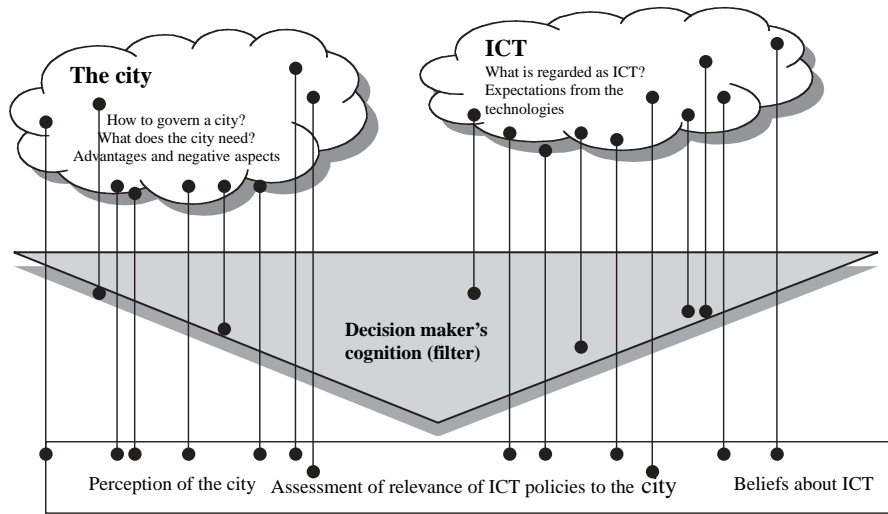 The city
How to govern a city?
What does the city need?
Advantages and negative aspects
ICT
What is regarded as ICT?
Expectations from the
technologies
Decision maker's
cognition (filter)
Perception of the city
Assessment of relevance of ICT policies to the city
Beliefs about ICT